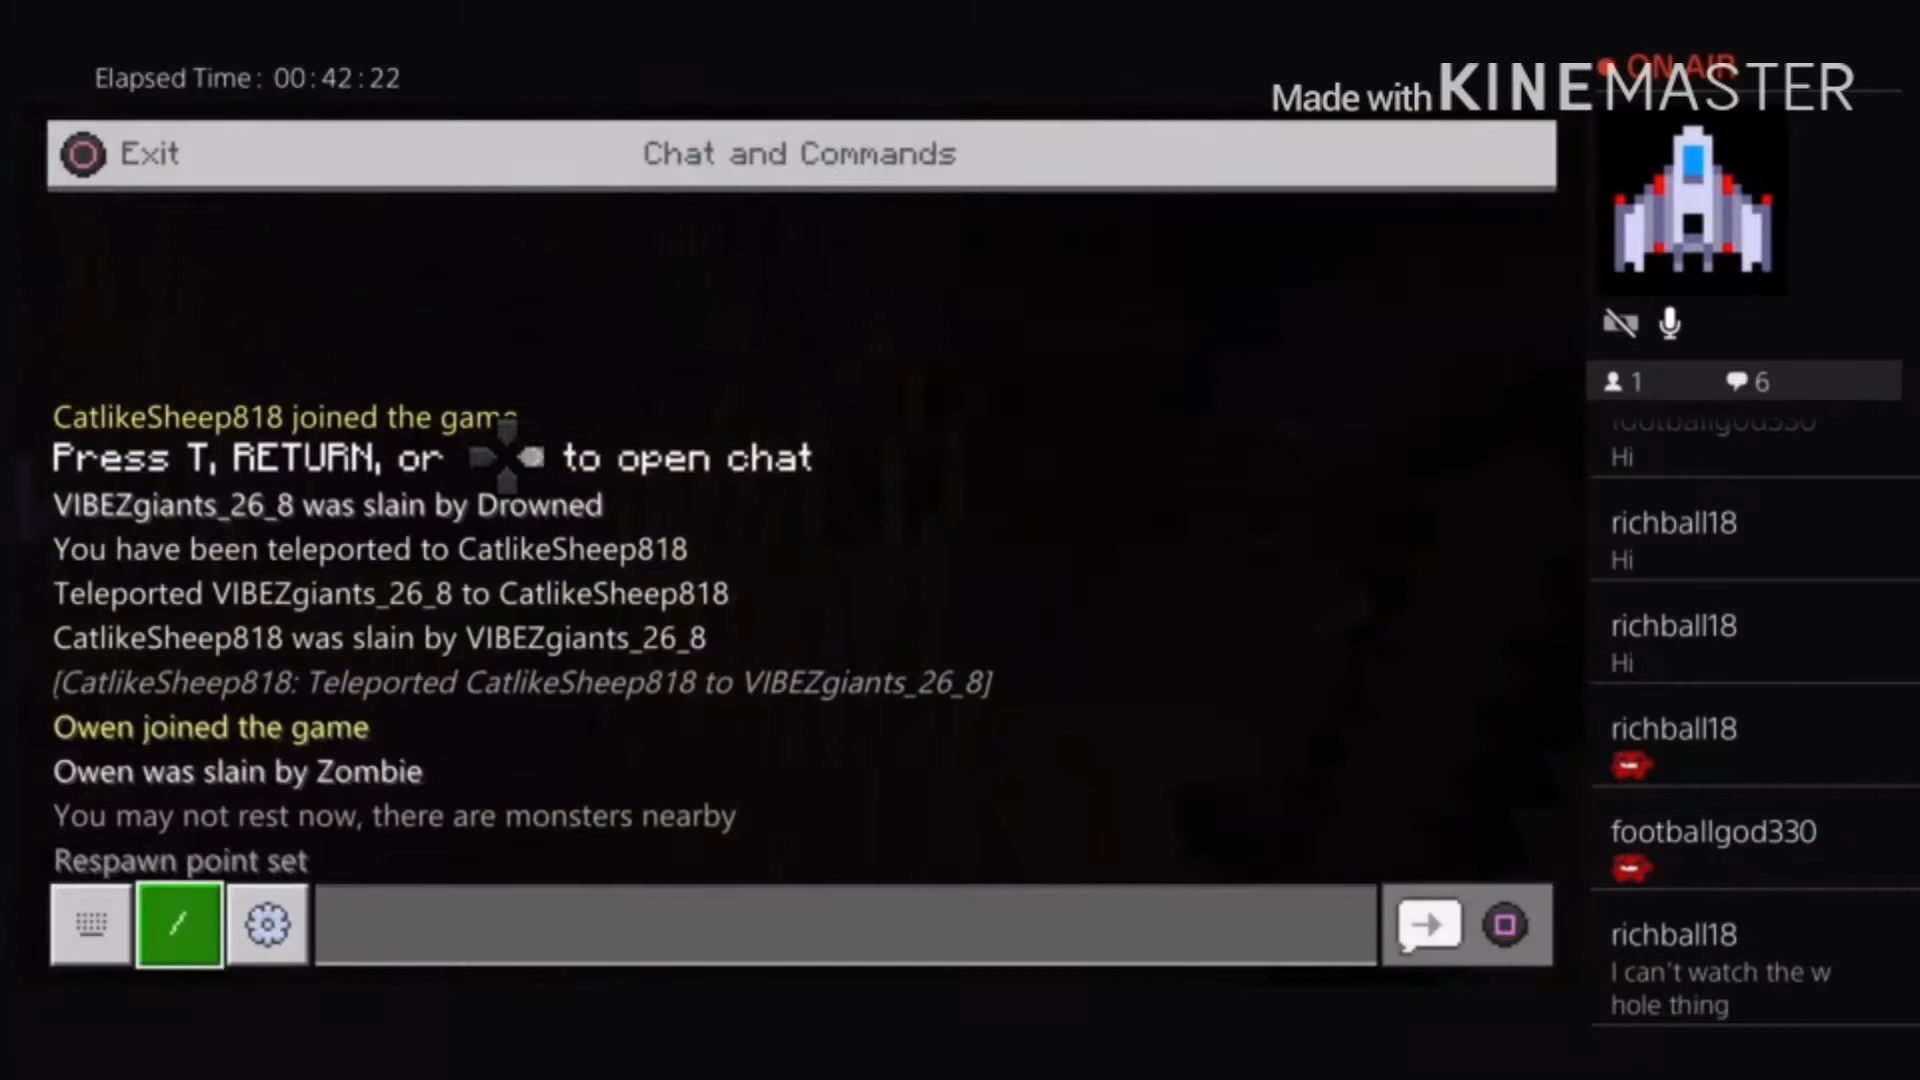 Elapsed Time: 00:42:22
ON AIR
Made with KINEMASTER
Exit
Chat and Commands
CatlikeSheep818 joined the game
Press T, RETURN, or to open chat
VIBEZgiants_26_8 was slain by Drowned
You have been teleported to CatlikeSheep818
Teleported VIBEZgiants_26_8 to CatlikeSheep818
CatlikeSheep818 was slain by VIBEZgiants_26_8
[CatlikeSheep818: Teleported CatlikeSheep818 to VIBEZgiants_26_8]
Owen joined the game
Owen was slain by Zombie
You may not rest now, there are monsters nearby
Respawn point set
/
1
6
footballgod330
Hi
richball18
Hi
richball18
Hi
richball18
footballgod330
richball18
I can't watch the w
hole thing